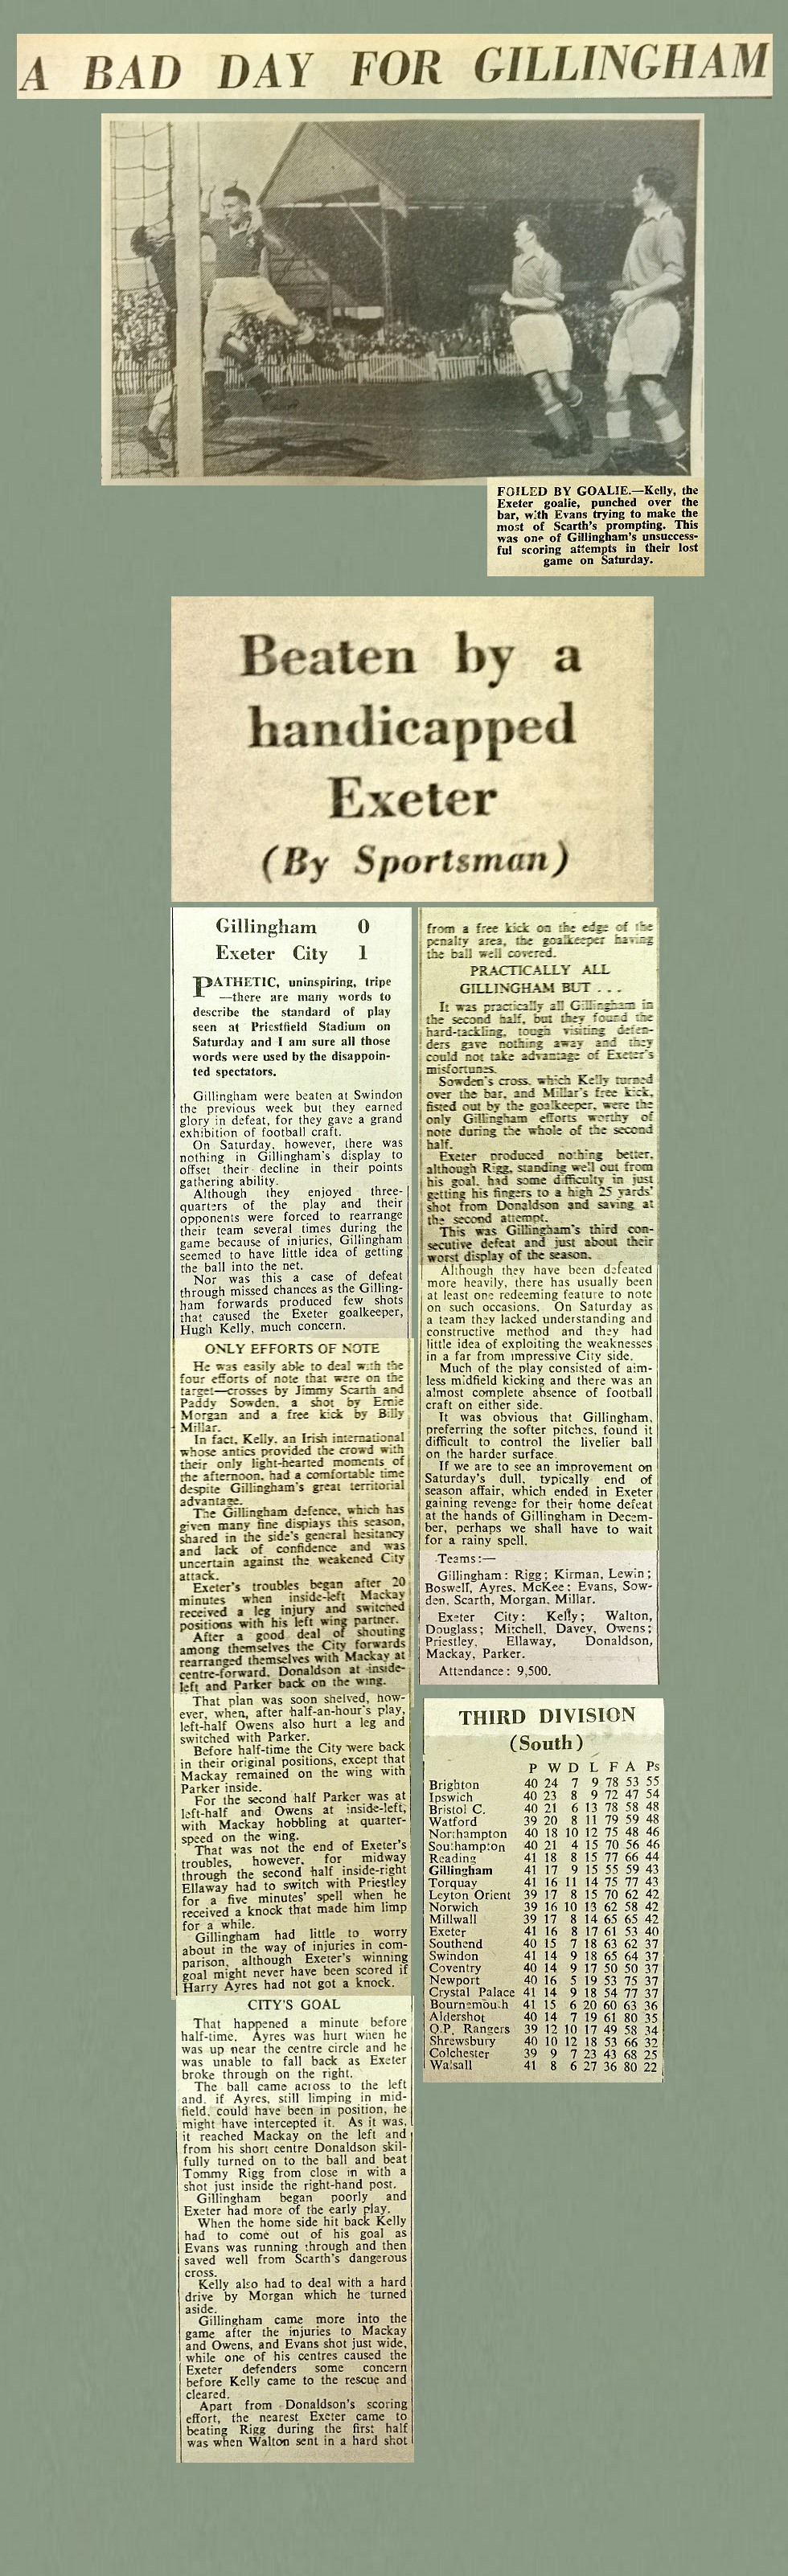 A BAD DAY FOR GILLINGHAM
FOILED BY GOALIE.—Kelly, the
Exeter goalie, punched over the
bar, with Evans trying to make the
most of Scarth's prompting. This
was one of Gillingham's unsuccess-
ful scoring attempts in their lost
game on Saturday.
Beaten by a
handicapped
Exeter
(By Sportsman)
Gillingham 0
Exeter City 1
PATHETIC, uninspiring, tripe
—there are many words to
describe the standard of play
seen at Priestfield Stadium on
Saturday and I am sure all those
words were used by the disappoin-
ted spectators.
Gillingham were beaten at Swindon
the previous week but they earned
glory in defeat, for they gave a grand
exhibition of football craft.
On Saturday, however, there was
nothing in Gillingham's display to
offset their decline in their points
gathering ability.
Although they enjoyed three-
quarters of the play and their
opponents were forced to rearrange
their team several times during the
game because of injuries, Gillingham
seemed to have little idea of getting
the ball into the net.
Nor was this a case of defeat
through missed chances as the Gilling-
ham forwards produced few shots
that caused the Exeter goalkeeper,
Hugh Kelly, much concern.
ONLY EFFORTS OF NOTE
He was easily able to deal with the
four efforts of note that were on the
target—crosses by Jimmy Scarth and
Paddy Sowden, a shot by Ernie
Morgan and a free kick by Billy
Millar.
In fact, Kelly, an Irish international
whose antics provided the crowd with
their only light-hearted moments of
the afternoon, had a comfortable time
despite Gillingham's great territorial
advantage.
The Gillingham defence, which has
given many fine displays this season,
shared in the side's general hesitancy
and lack of confidence and was
uncertain against the weakened City
attack.
Exeter's troubles began after 20
minutes when inside-left Mackay
received a leg injury and switched
positions with his left wing partner.
After a good deal of shouting
among themselves the City forwards
rearranged themselves with Mackay at
centre-forward, Donaldson at inside-
left and Parker back on the wing.
That plan was soon shelved, how-
ever, when, after half-an-hour's play,
left-half Owens also hurt a leg and
switched with Parker.
Before half-time the City were back
in their original positions, except that
Mackay remained on the wing with
Parker inside.
For the second half Parker was at
left-half and Owens at inside-left,
with Mackay hobbling at quarter-
speed on the wing.
That was not the end of Exeter's
troubles, however, for midway
through the second half inside-right
Ellaway had to switch with Priestley
for a five minutes' spell when he
received a knock that made him limp
for a while.
Gillingham had little to worry
about in the way of injuries in com-
parison, although Exeter's winning
goal might never have been scored if
Harry Ayres had not got a knock.
CITY'S GOAL
That happened a minute before
half-time. Ayres was hurt when he
was up near the centre circle and he
was unable to fall back as Exeter
broke through on the right.
The ball came across to the left
and, if Ayres, still limping in mid-
field, could have been in position, he
might have intercepted it. As it was,
it reached Mackay on the left and
from his short centre Donaldson skil-
fully turned on to the ball and beat
Tommy Rigg from close in with a
shot just inside the right-hand post.
Gillingham began poorly and
Exeter had more of the early play.
When the home side hit back Kelly
had to come out of his goal as
Evans was running through and then
saved well from Scarth's dangerous
cross.
Kelly also had to deal with a hard
drive by Morgan which he turned
aside.
Gillingham came more into the
game after the injuries to Mackay
and Owens, and Evans shot just wide,
while one of his centres caused the
Exeter defenders some concern
before Kelly came to the rescue and
cleared.
Apart from Donaldson's scoring
effort, the nearest Exeter came to
beating Rigg during the first half
was when Walton sent in a hard shot
from a free kick on the edge of the
penalty area, the goalkeeper having
the ball well covered.
PRACTICALLY ALL
GILLINGHAM BUT . . .
It was practically all Gillingham in
the second half, but they found the
hard-tackling, tough visiting defen-
ders gave nothing away and they
could not take advantage of Exeter's
misfortunes.
Sowden's cross, which Kelly turned
over the bar, and Millar's free kick,
fisted out by the goalkeeper, were the
only Gillingham efforts worthy of
note during the whole of the second
half.
Exeter produced nothing better,
although Rigg, standing well out from
his goal, had some difficulty in just
getting his fingers to a high 25 yards'
shot from Donaldson and saving at
the second attempt.
This was Gillingham's third con-
secutive defeat and just about their
worst display of the season.
Although they have been defeated
more heavily, there has usually been
at least one redeeming feature to note
on such occasions. On Saturday as
a team they lacked understanding and
constructive method and they had
little idea of exploiting the weaknesses
in a far from impressive City side.
Much of the play consisted of aim-
less midfield kicking and there was an
almost complete absence of football
craft on either side.
It was obvious that Gillingham,
preferring the softer pitches, found it
difficult to control the livelier ball
on the harder surface.
If we are to see an improvement on
Saturday's dull, typically end of
season affair, which ended in Exeter
gaining revenge for their home defeat
at the hands of Gillingham in Decem-
ber, perhaps we shall have to wait
for a rainy spell.
Teams:—
Gillingham: Rigg; Kirman, Lewin;
Boswell, Ayres, McKee; Evans, Sow-
den, Scarth, Morgan, Millar.
Exeter City: Kelly; Walton,
Douglass; Mitchell, Davey, Owens;
Priestley, Ellaway, Donaldson,
Mackay, Parker.
Attendance: 9,500.
THIRD DIVISION
(South)
P W D L F A Ps
Brighton 40 24 7 9 78 53 55
Ipswich 40 23 8 9 72 47 54
Bristol C. 40 21 6 13 78 58 48
Watford 39 20 8 11 79 59 48
Northampton 40 18 10 12 75 48 46
Southampton 40 21 4 15 70 56 46
Reading 41 18 8 15 77 66 44
Gillingham 41 17 9 15 55 59 43
Torquay 41 16 11 14 75 77 43
Leyton Orient 39 17 8 15 70 62 42
Norwich 39 16 10 13 62 58 42
Millwall 39 17 8 14 65 65 42
Exeter 41 16 8 17 61 53 40
Southend 40 15 7 18 63 62 37
Swindon 41 14 9 18 65 64 37
Coventry 40 14 9 17 50 50 37
Newport 40 16 5 19 53 75 37
Crystal Palace 41 14 9 18 54 77 37
Bournemouth 41 15 6 20 60 63 36
Aldershot 40 14 7 19 61 80 35
Q.P. Rangers 39 12 10 17 49 58 34
Shrewsbury 40 10 12 18 53 66 32
Colchester 39 9 7 23 43 68 25
Walsall 41 8 6 27 36 80 22